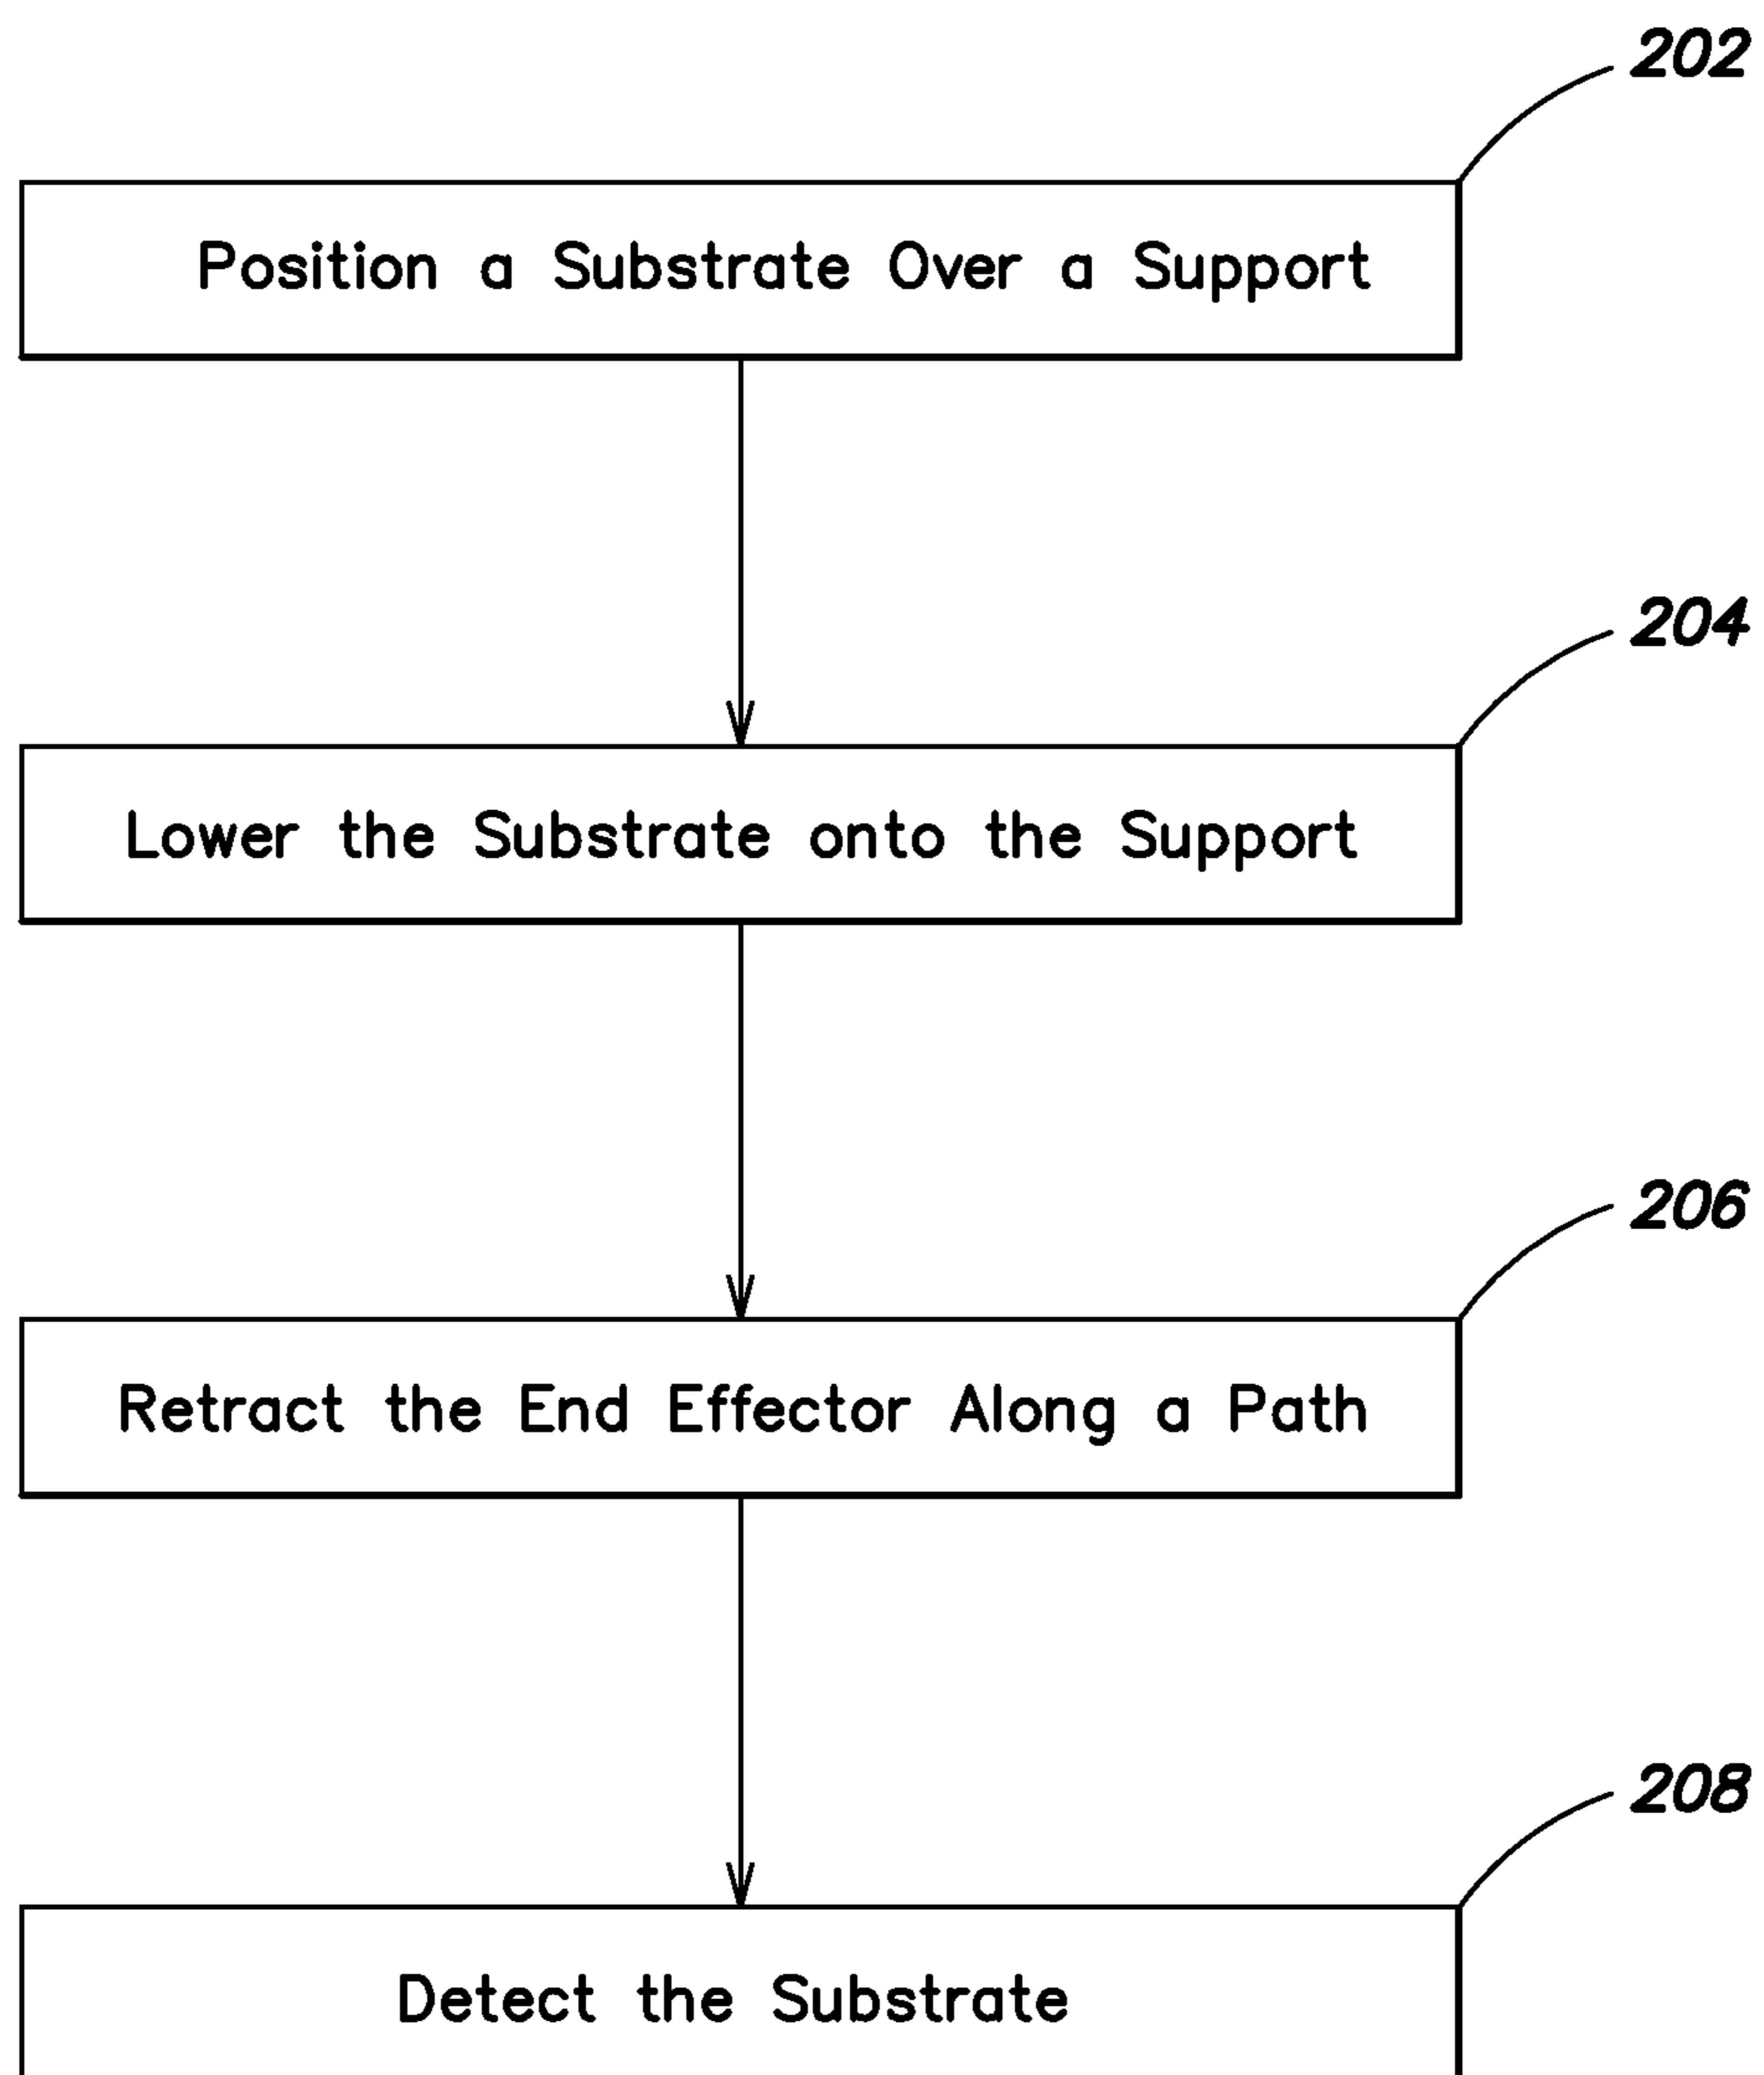 202
Position a Substrate Over a Support
204
Lower the Substrate onto the Support
206
Retract the End Effector Along a Path
208
Detect the Substrate